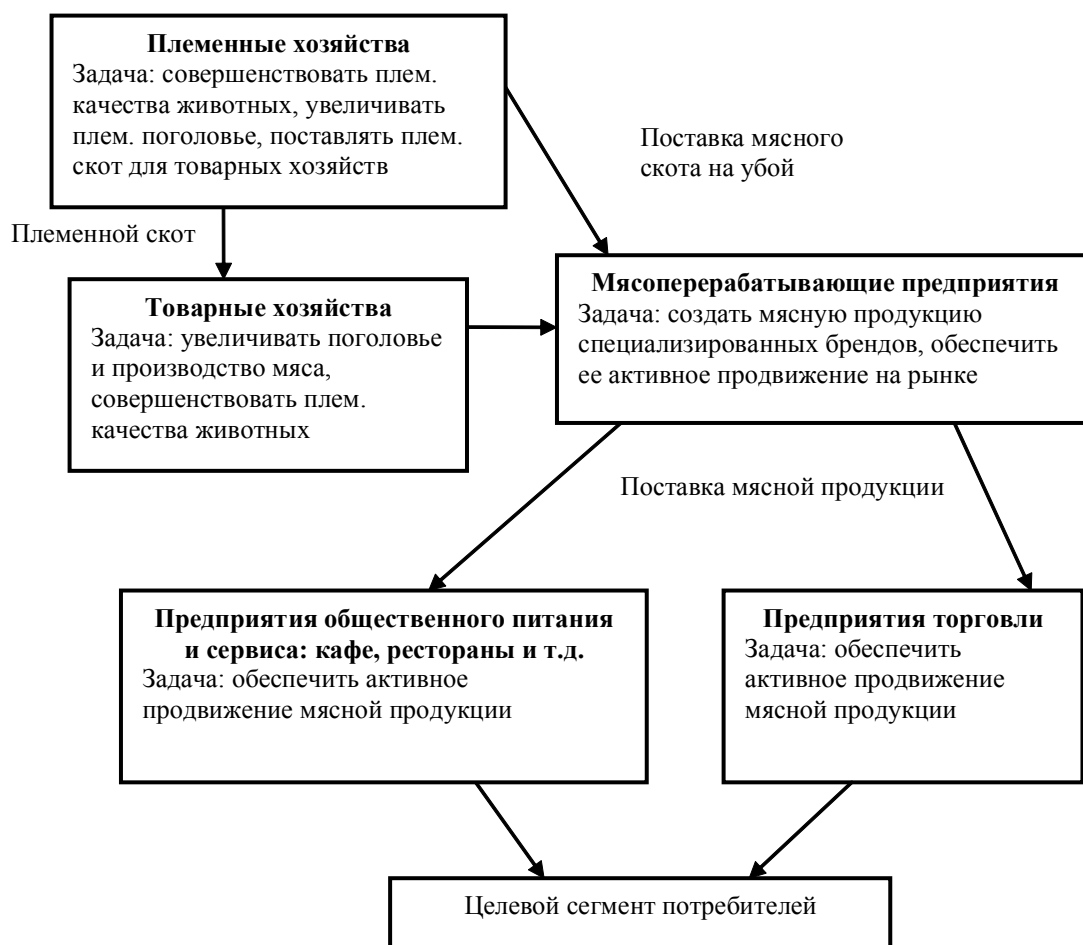 Племенные хозяйства
Задача: совершенствовать плем.
качества животных, увеличивать
плем. поголовье, поставлять плем.
скот для товарных хозяйств
Поставка мясного
скота на убой
Племенной скот
Товарные хозяйства
Задача: увеличивать поголовье
и производство мяса,
совершенствовать плем.
качества животных
Мясоперерабатывающие предприятия
Задача: создать мясную продукцию
специализированных брендов, обеспечить
ее активное продвижение на рынке
Поставка мясной продукции
Предприятия общественного питания
и сервиса: кафе, рестораны и т.д.
Задача: обеспечить активное
продвижение мясной продукции
Предприятия торговли
Задача: обеспечить
активное продвижение
мясной продукции
Целевой сегмент потребителей